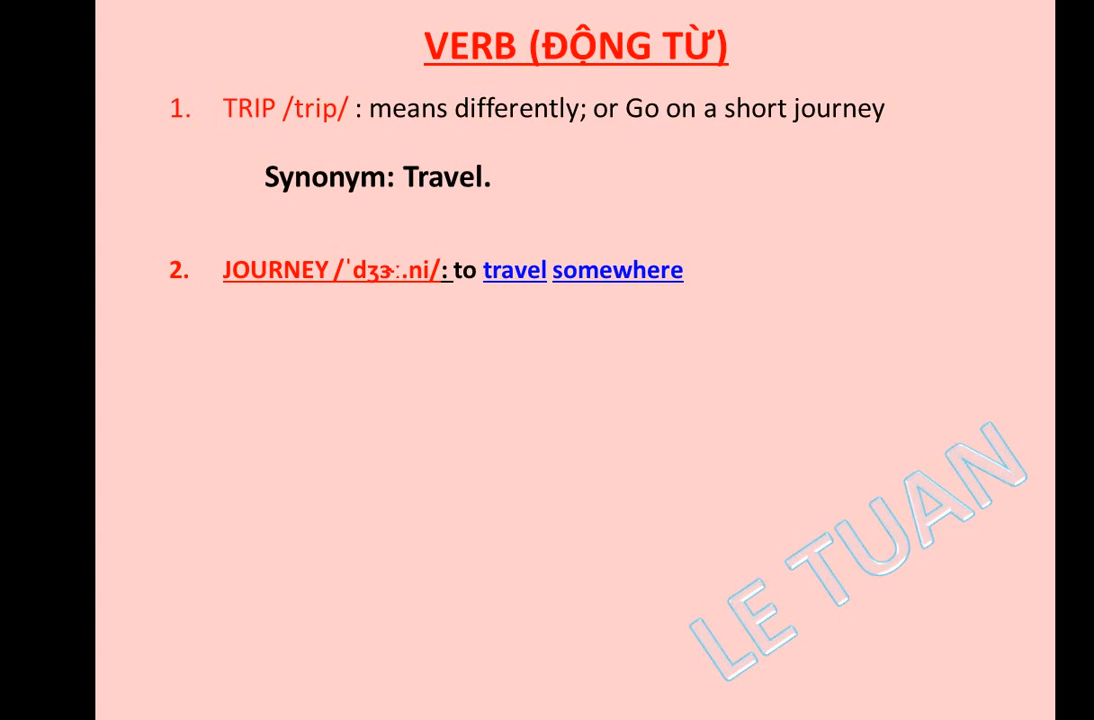 VERB (ĐỘNG TỪ)
1. TRIP /trip/ : means differently; or Go on a short journey
Synonym: Travel.
2. JOURNEY /ˈdʒɝː.ni/: to travel somewhere
LE TUAN